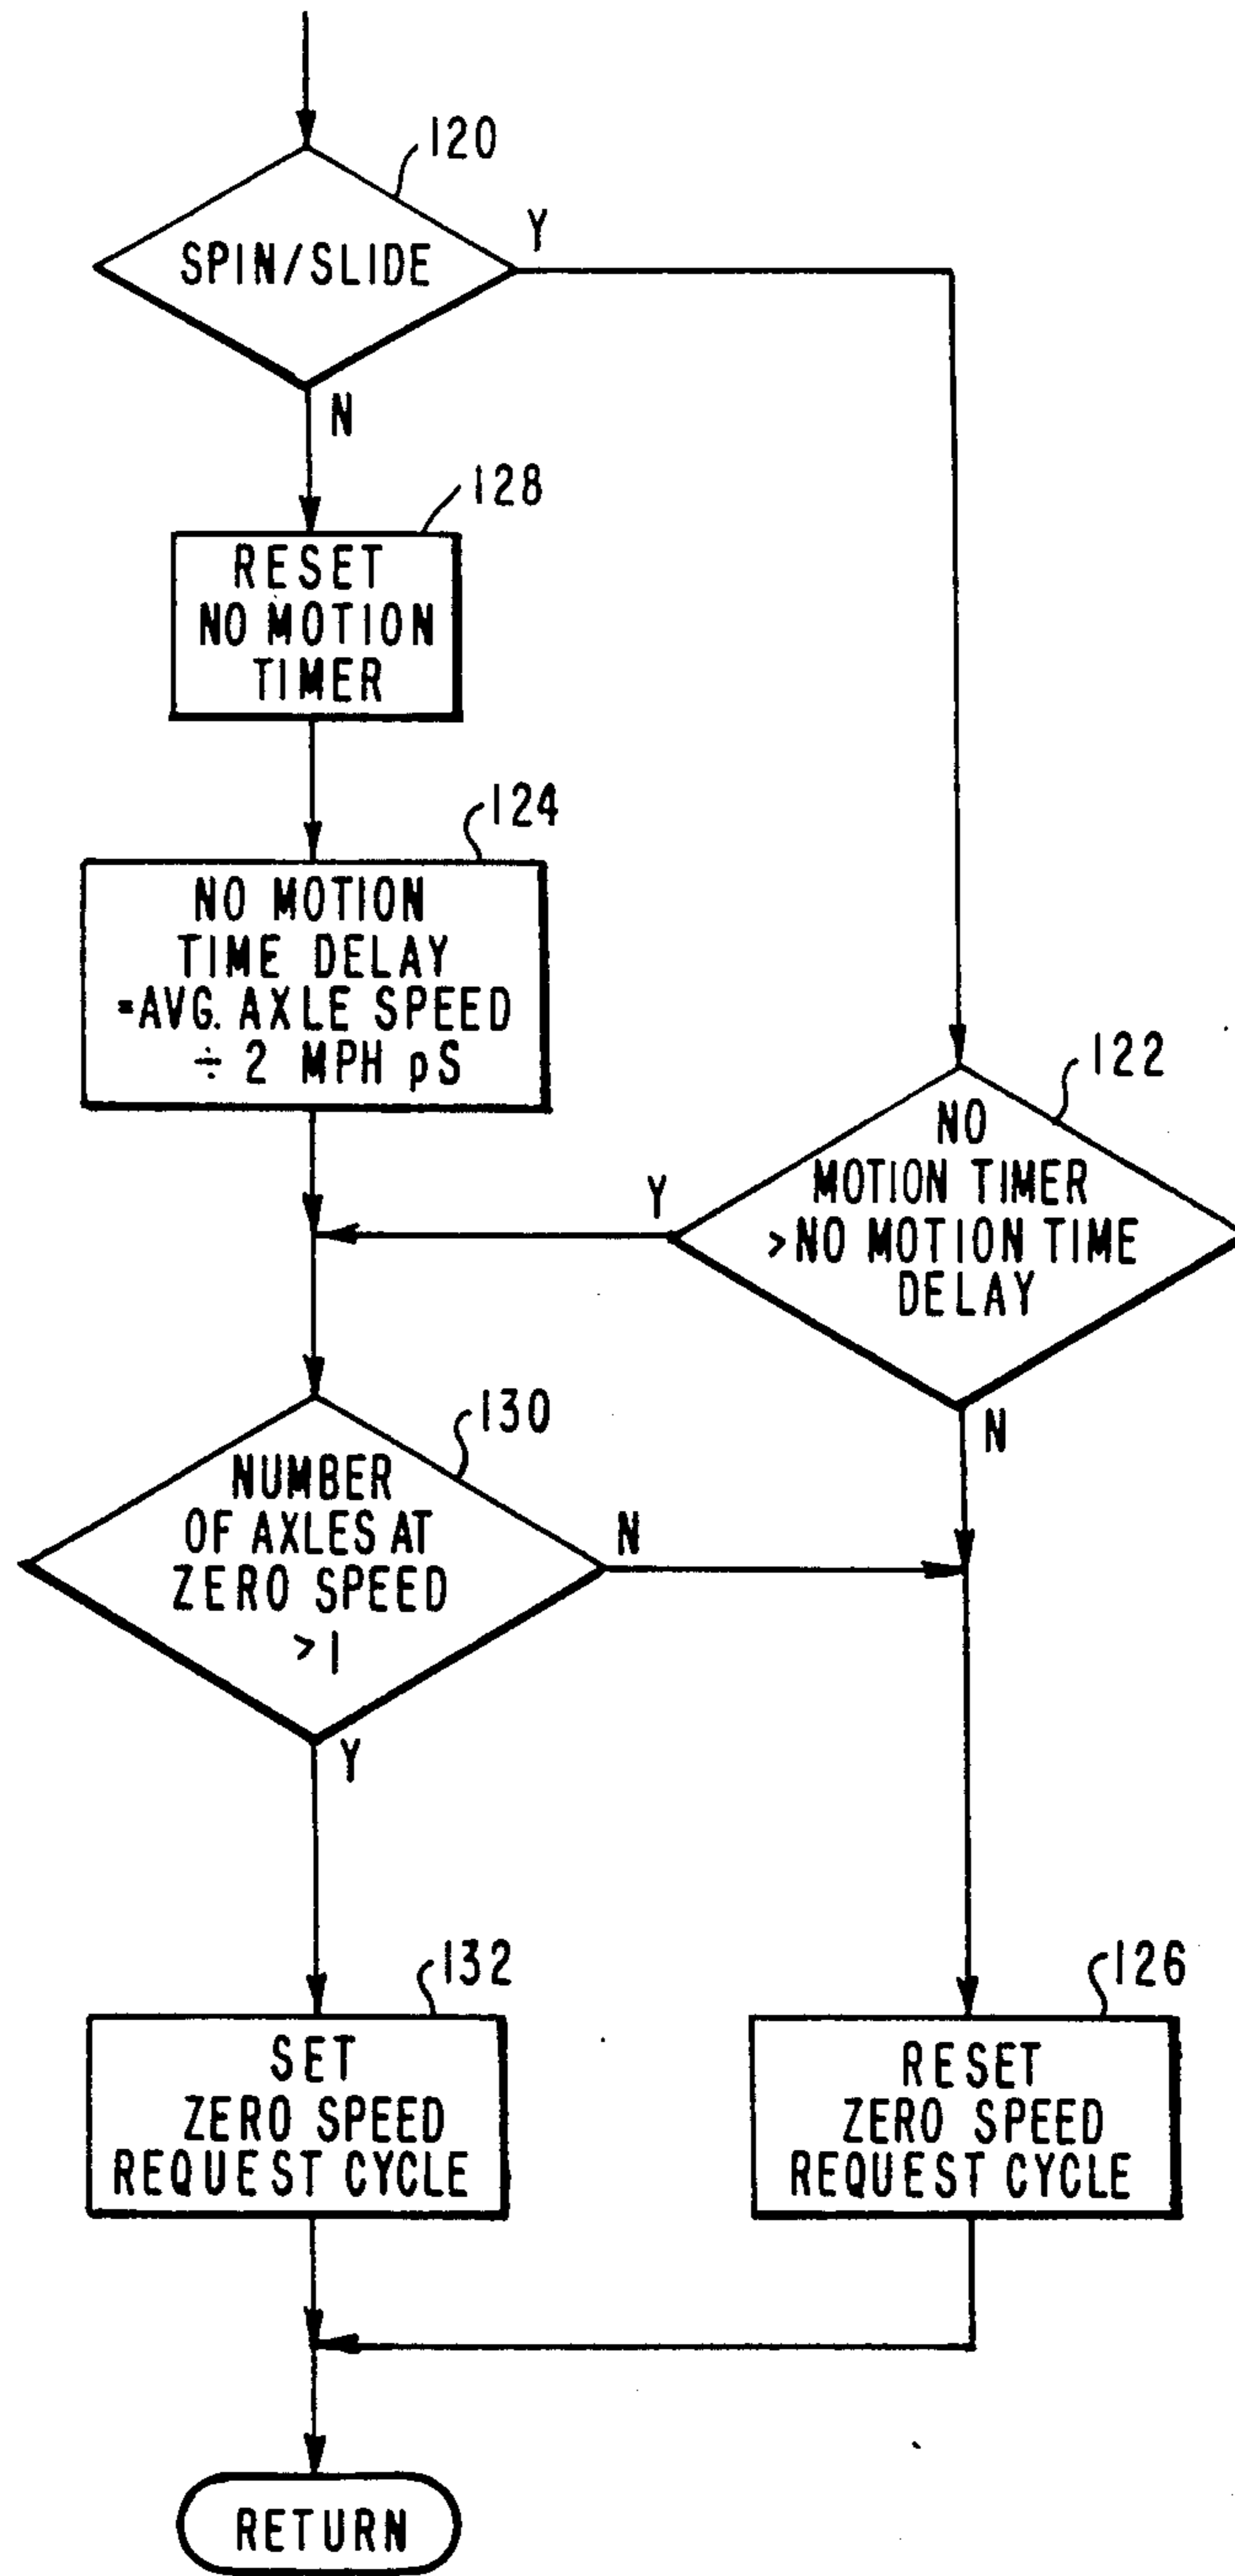 120
SPIN/SLIDE
Y
N
128
RESET
NO MOTION
TIMER
124
NO MOTION
TIME DELAY
=AVG. AXLE SPEED
÷ 2 MPH pS
122
NO
MOTION TIMER
>NO MOTION TIME
DELAY
Y
N
130
NUMBER
OF AXLES AT
ZERO SPEED
>1
N
Y
132
SET
ZERO SPEED
REQUEST CYCLE
126
RESET
ZERO SPEED
REQUEST CYCLE
RETURN